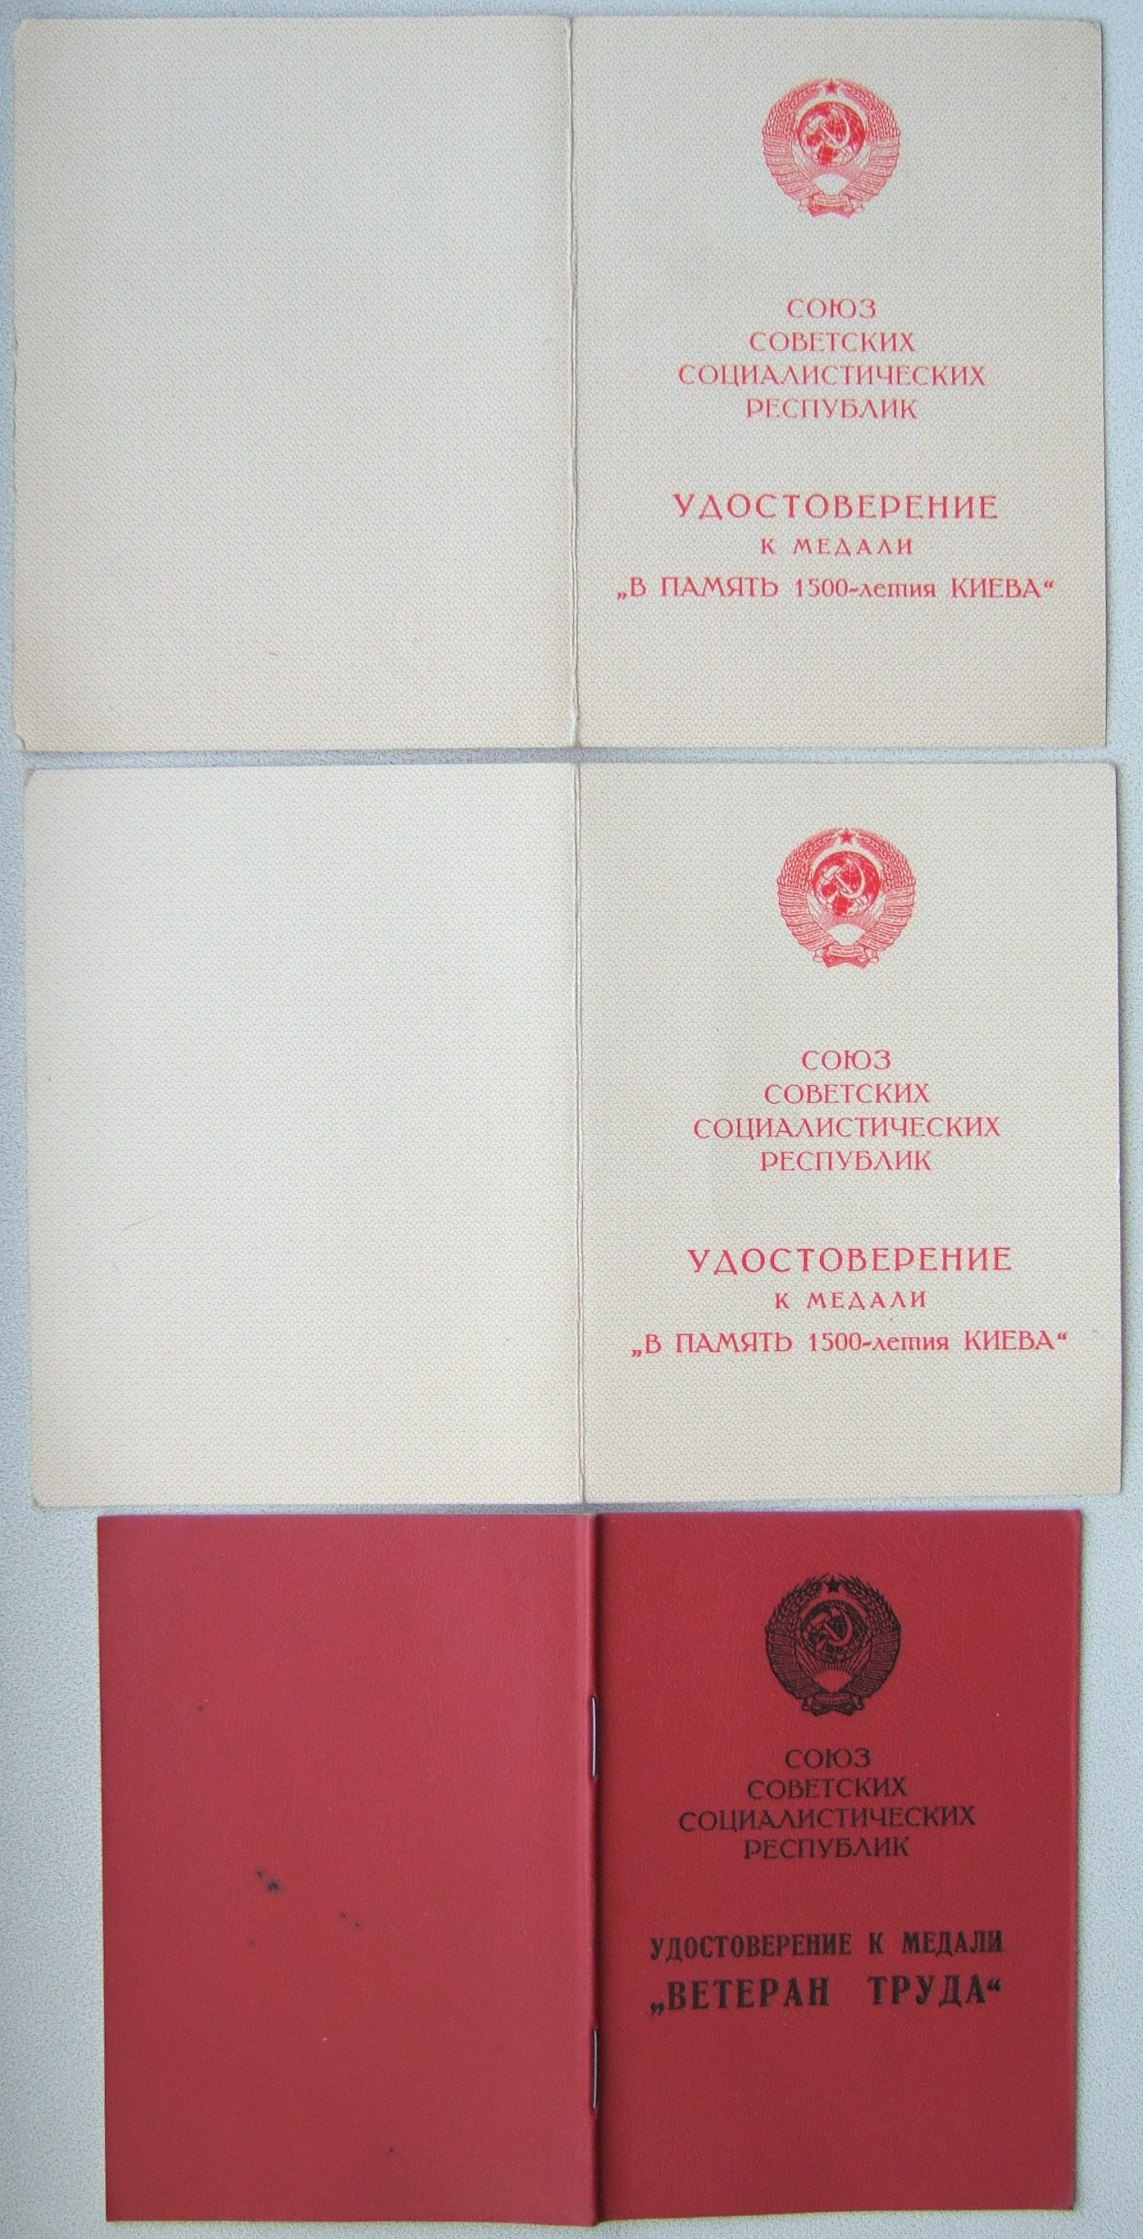 СОЮЗ
СОВЕТСКИХ
СОЦИАЛИСТИЧЕСКИХ
РЕСПУБЛИК
УДОСТОВЕРЕНИЕ
К МЕДАЛИ
„В ПАМЯТЬ 1500-летия КИЕВА“
СОЮЗ
СОВЕТСКИХ
СОЦИАЛИСТИЧЕСКИХ
РЕСПУБЛИК
УДОСТОВЕРЕНИЕ
К МЕДАЛИ
„В ПАМЯТЬ 1500-летия КИЕВА“
СОЮЗ
СОВЕТСКИХ
СОЦИАЛИСТИЧЕСКИХ
РЕСПУБЛИК
УДОСТОВЕРЕНИЕ К МЕДАЛИ
„ВЕТЕРАН ТРУДА“